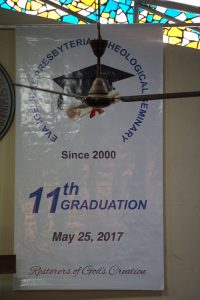 EVANGELICAL PRESBYTERIAN THEOLOGICAL SEMINARY
Since 2000
11th
GRADUATION
May 25, 2017
Restorers of God's Creation